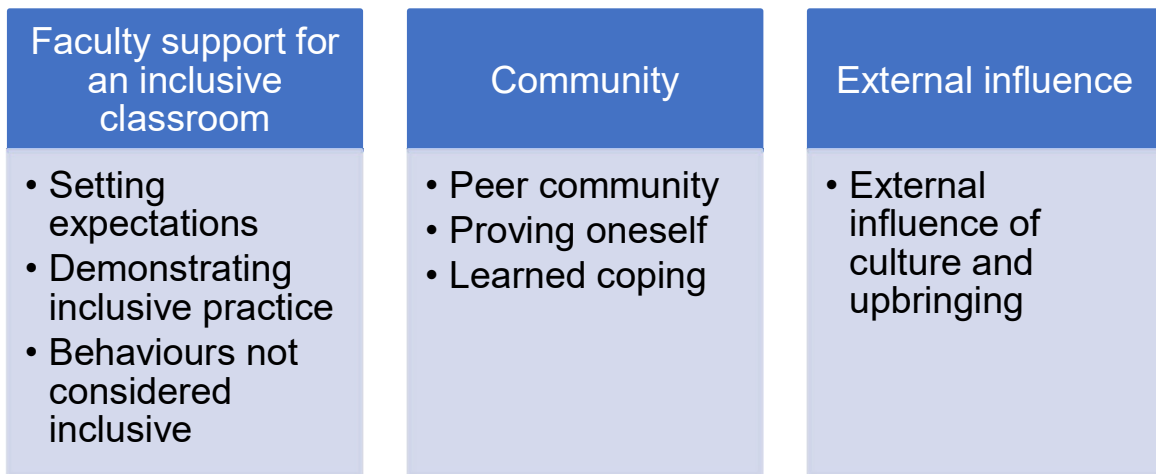 Faculty support for
an inclusive
classroom
• Setting
expectations
• Demonstrating
inclusive practice
• Behaviours not
considered
inclusive
Community
• Peer community
• Proving oneself
• Learned coping
External influence
• External
influence of
culture and
upbringing